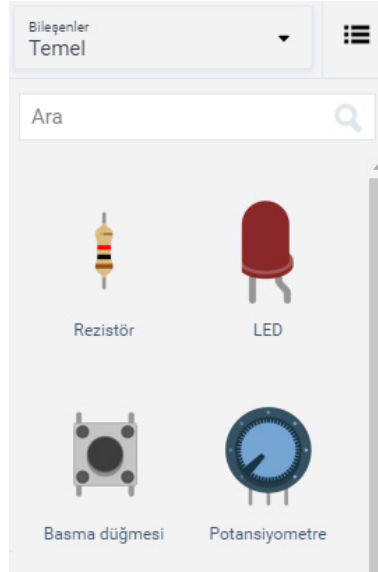 Bileşenler
Temel
Ara
Rezistör
LED
Basma düğmesi
Potansiyometre